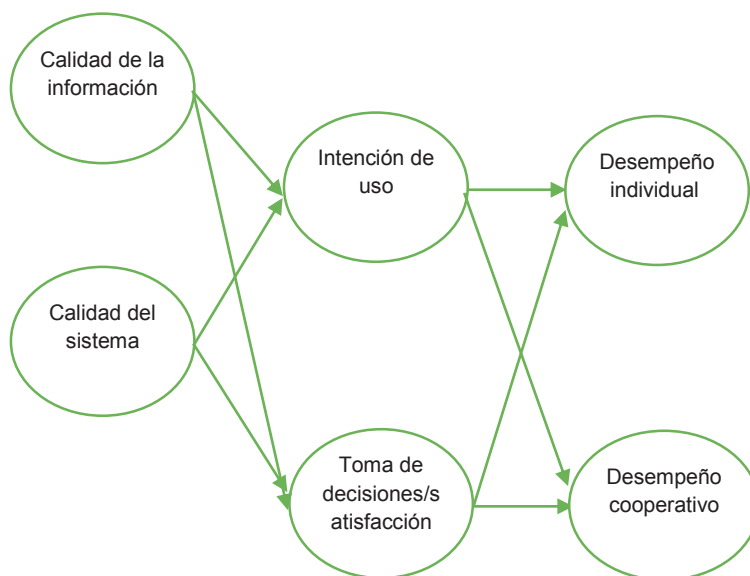 Calidad de la
información
Intención de
uso
Desempeño
individual
Calidad del
sistema
Toma de
decisiones/s
atisfacción
Desempeño
cooperativo